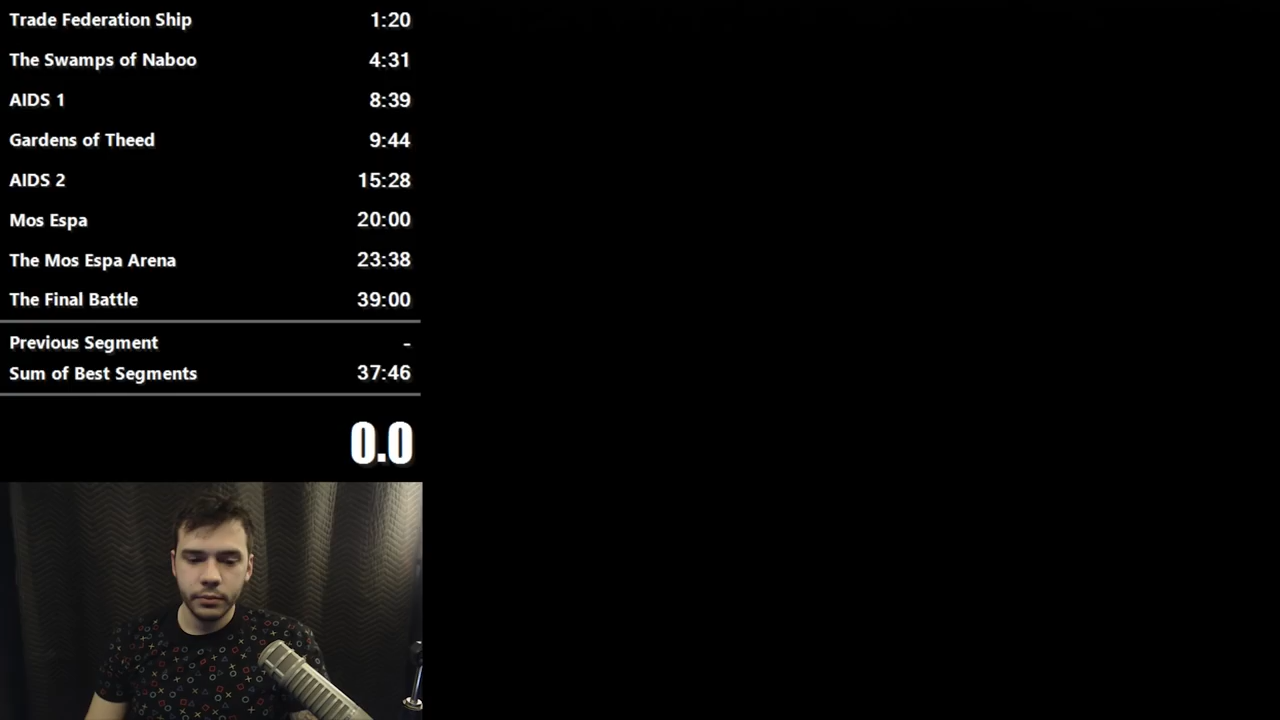 Trade Federation Ship 1:20
The Swamps of Naboo 4:31
AIDS 1 8:39
Gardens of Theed 9:44
AIDS 2 15:28
Mos Espa 20:00
The Mos Espa Arena 23:38
The Final Battle 39:00
Previous Segment -
Sum of Best Segments 37:46
0.0